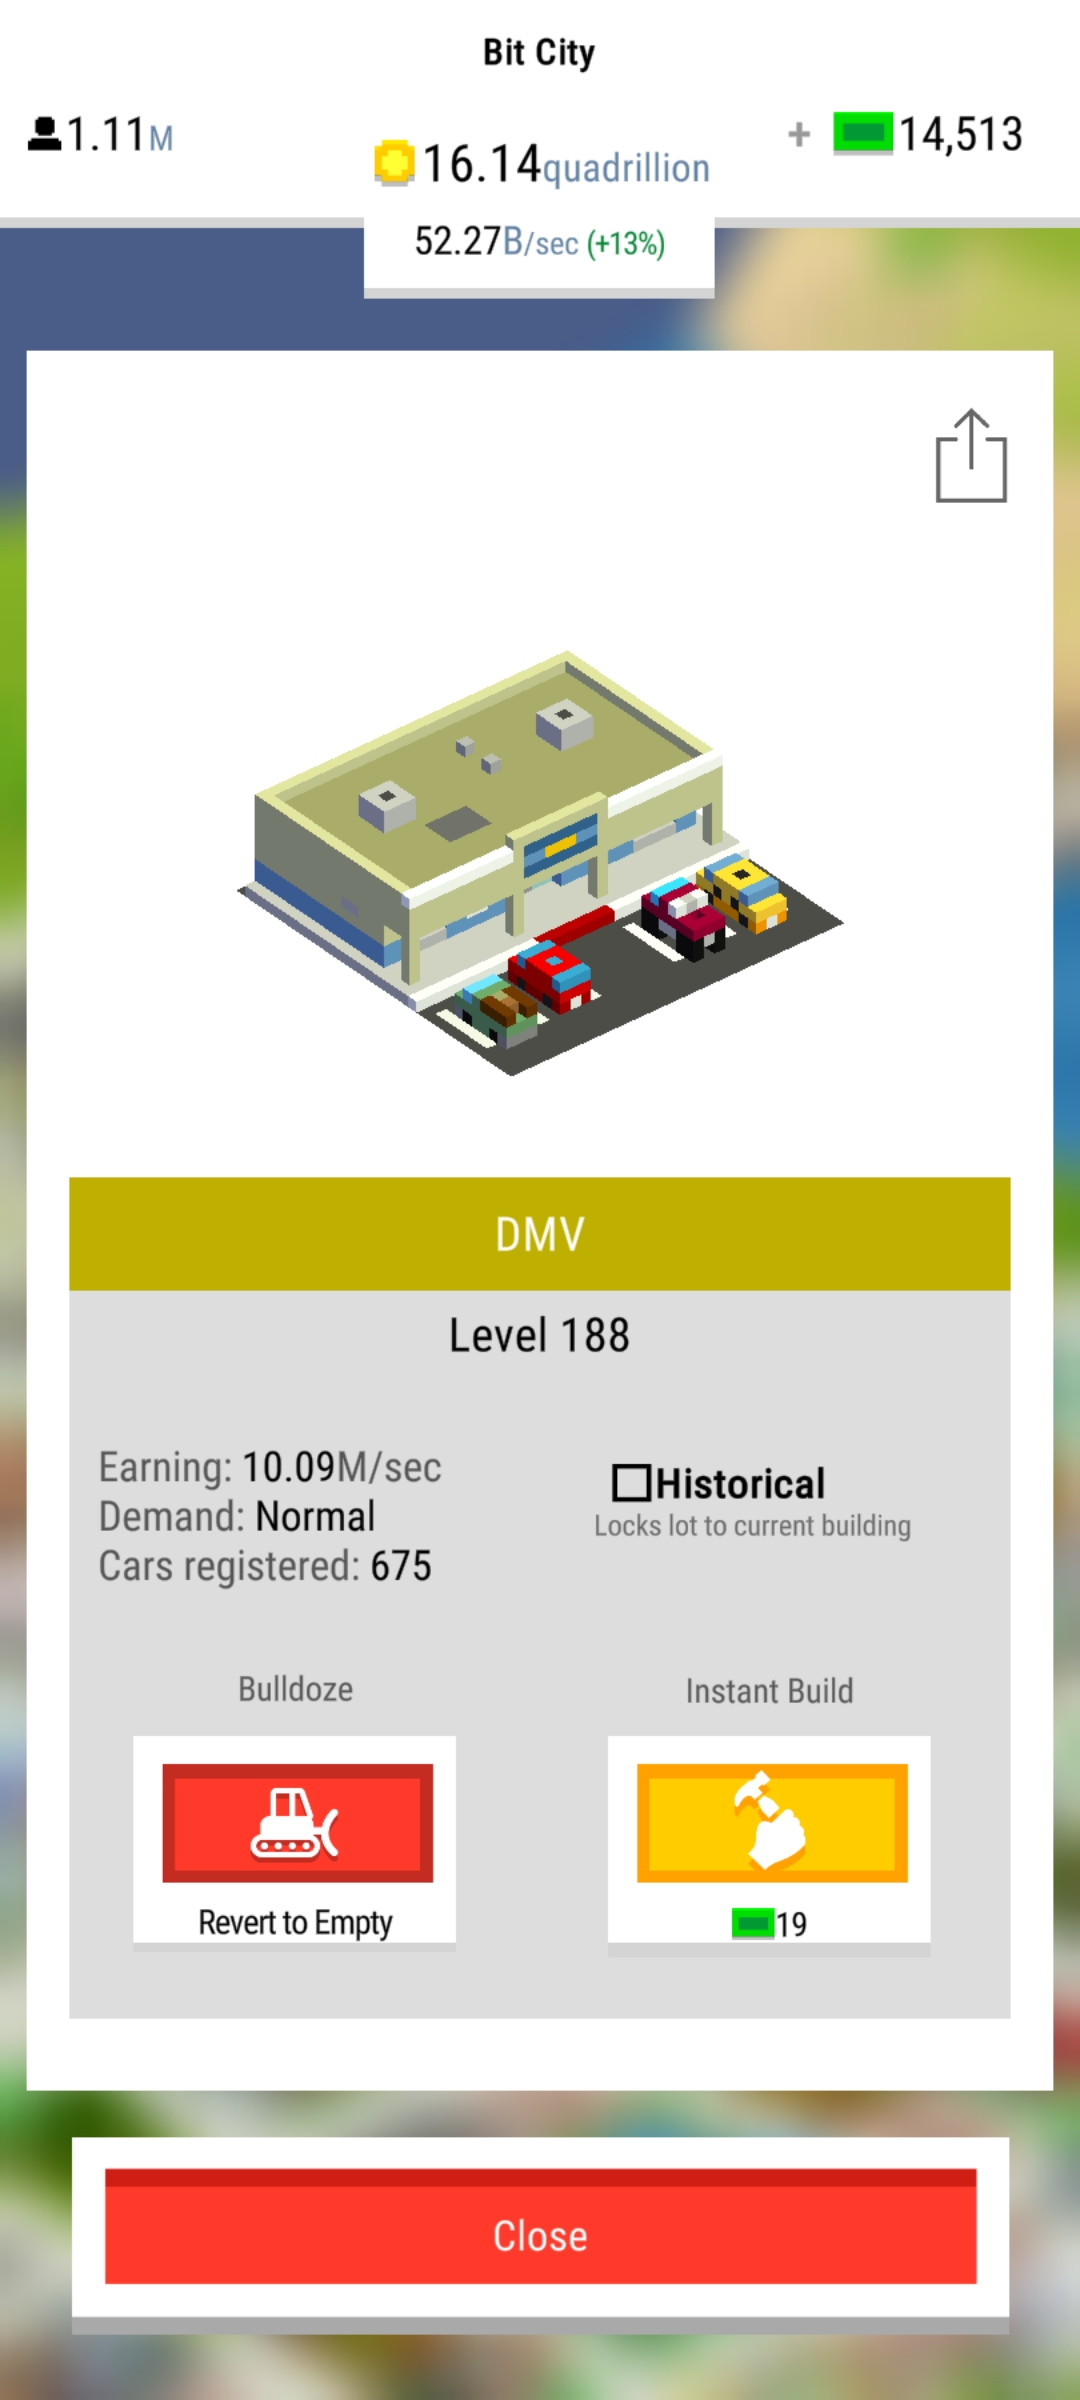 Bit City
1.11M
16.14quadrillion
+ 14,513
52.27B/sec (+13%)
DMV
Level 188
Earning: 10.09M/sec
Demand: Normal
Cars registered: 675
Historical
Locks lot to current building
Bulldoze
Instant Build
Revert to Empty
19
Close